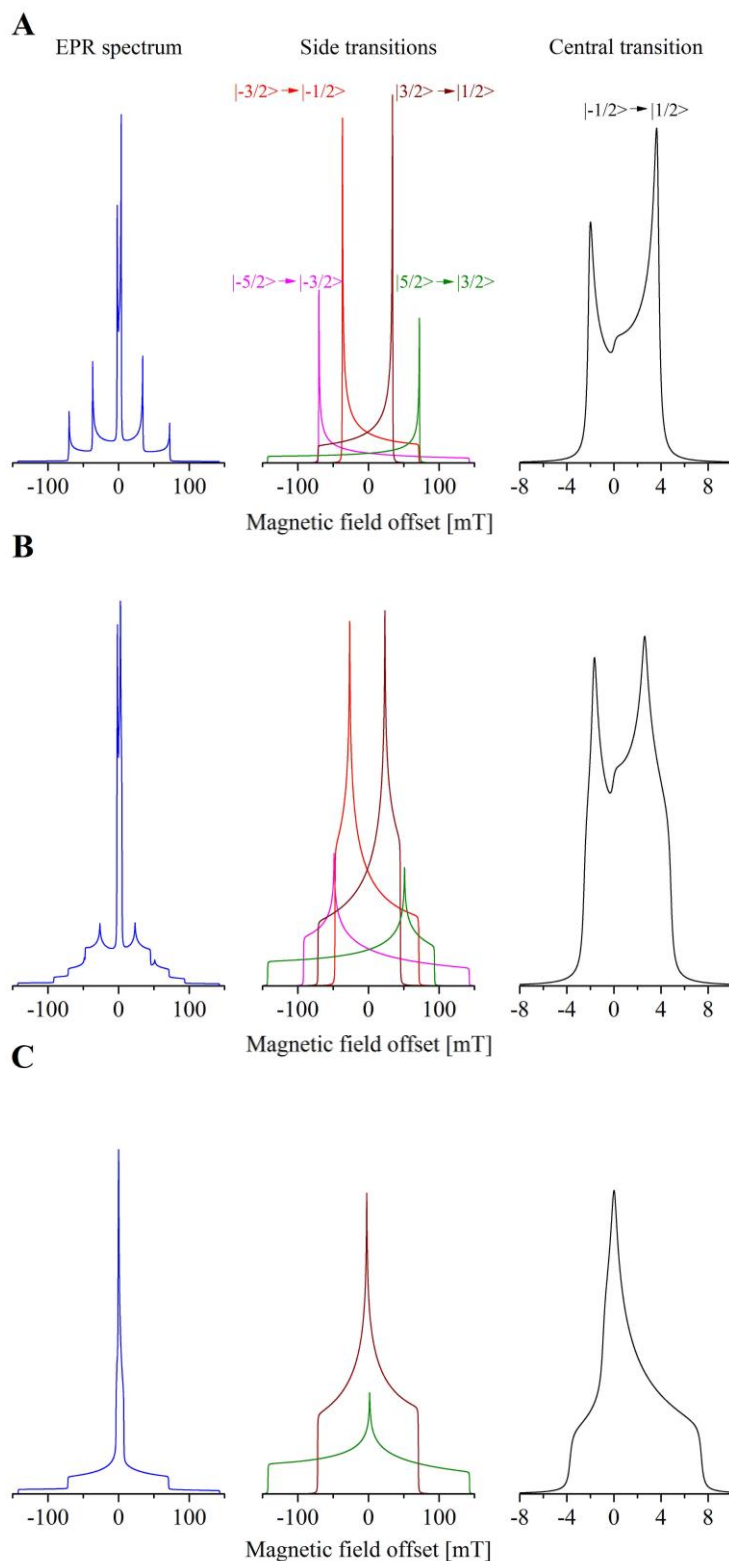 A
EPR spectrum Side transitions Central transition
|-3/2>→|-1/2> |3/2>→|1/2> |-1/2>→|1/2>
|-5/2>→|-3/2> |5/2>→|3/2>
-100 0 100 -100 0 100 -8 -4 0 4 8
Magnetic field offset [mT]
B
-100 0 100 -100 0 100 -8 -4 0 4 8
Magnetic field offset [mT]
C
-100 0 100 -100 0 100 -8 -4 0 4 8
Magnetic field offset [mT]